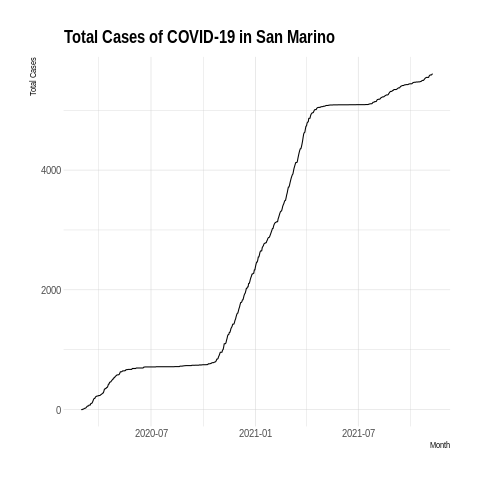 Total Cases of COVID-19 in San Marino
Total Cases
4000
2000
0
2020-07 2021-01 2021-07
Month